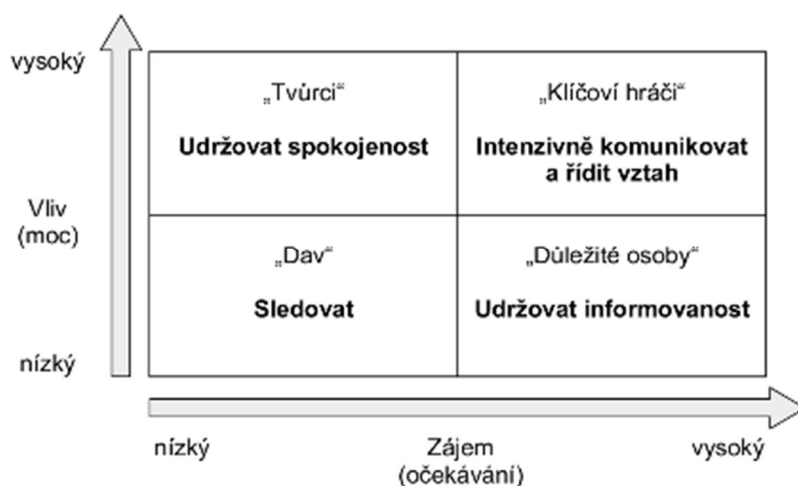 vysoký
„Tvůrci“
„Klíčoví hráči“
Udržovat spokojenost
Intenzivně komunikovat
a řídit vztah
Vliv
(moc)
„Dav“
„Důležité osoby“
Sledovat
Udržovat informovanost
nízký
nízký
Zájem
vysoký
(očekávání)